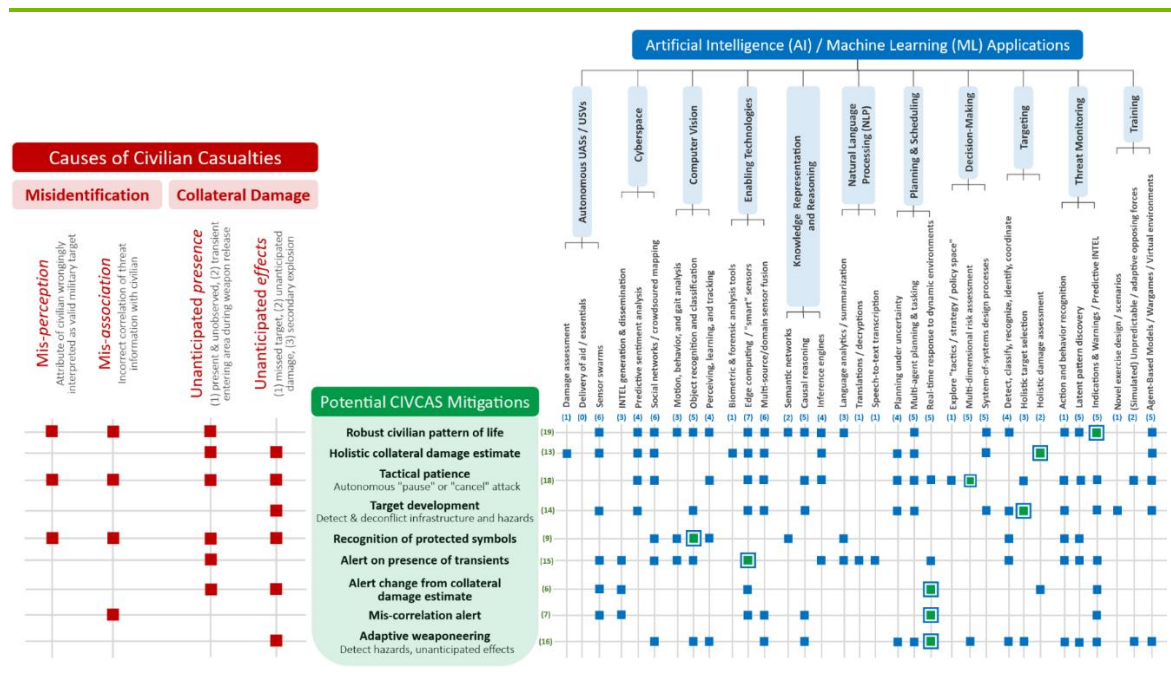 Artificial Intelligence (AI) / Machine Learning (ML) Applications
Autonomous UASs / USVs
Cyberspace
Computer Vision
Enabling Technologies
Knowledge Representation
and Reasoning
Natural Language
Processing (NLP)
Planning & Scheduling
Decision-Making
Targeting
Threat Monitoring
Training
Causes of Civilian Casualties
Misidentification
Collateral Damage
Mis-perception
Attribute of civilian wrongingly
interpreted as valid military target
Mis-association
Incorrect correlation of threat
information with civilian
Unanticipated presence
(1) present & unobserved, (2) transient
entering area during weapon release
Unanticipated effects
(1) missed target, (2) unanticipated
damage, (3) secondary explosion
Damage assessment
Delivery of aid / essentials
Sensor swarms
INTEL generation & dissemination
Predictive sentiment analysis
Social networks / crowdsoured mapping
Motion, behavior, and gait analysis
Object recognition and classification
Perceiving, learning, and tracking
Biometric & forensic analysis tools
Edge computing / "smart" sensors
Multi-source/domain sensor fusion
Semantic networks
Causal reasoning
Inference engines
Language analytics / summarization
Translations / decryptions
Speech-to-text transcription
Planing under uncertainty
Multi-agent planning & tasking
Real-time response to dynamic environments
Explore "tactics / strategy / policy space"
Multi-dimensional risk assessment
System-of-systems design processes
Detect, classify, recognize, identify, coordinate
Holistic target selection
Holistic damage assessment
Action and behavior recognition
Latent pattern discovery
Indications & Warnings / Predictive INTEL
Novel exercise design / scenarios
(Simulated) Unpredictable / adaptive opposing forces
Agent-Based Models / Wargames / Virtual environments
Potential CIVCAS Mitigations
(1) (0) (6) (3) (4) (6) (3) (5) (4) (1) (7) (6) (2) (5) (4) (3) (1) (1) (4) (5) (5) (1) (2) (5) (4) (3) (2) (1) (5) (5) (1) (2) (5)
Robust civilian pattern of life (19)
Holistic collateral damage estimate (13)
Tactical patience (18)
Autonomous "pause" or "cancel" attack
Target development (14)
Detect & deconflict infrastructure and hazards
Recognition of protected symbols (9)
Alert on presence of transients (15)
Alert change from collateral (6)
damage estimate
Mis-correlation alert (7)
Adaptive weaponeering (16)
Detect hazards, unanticipated effects